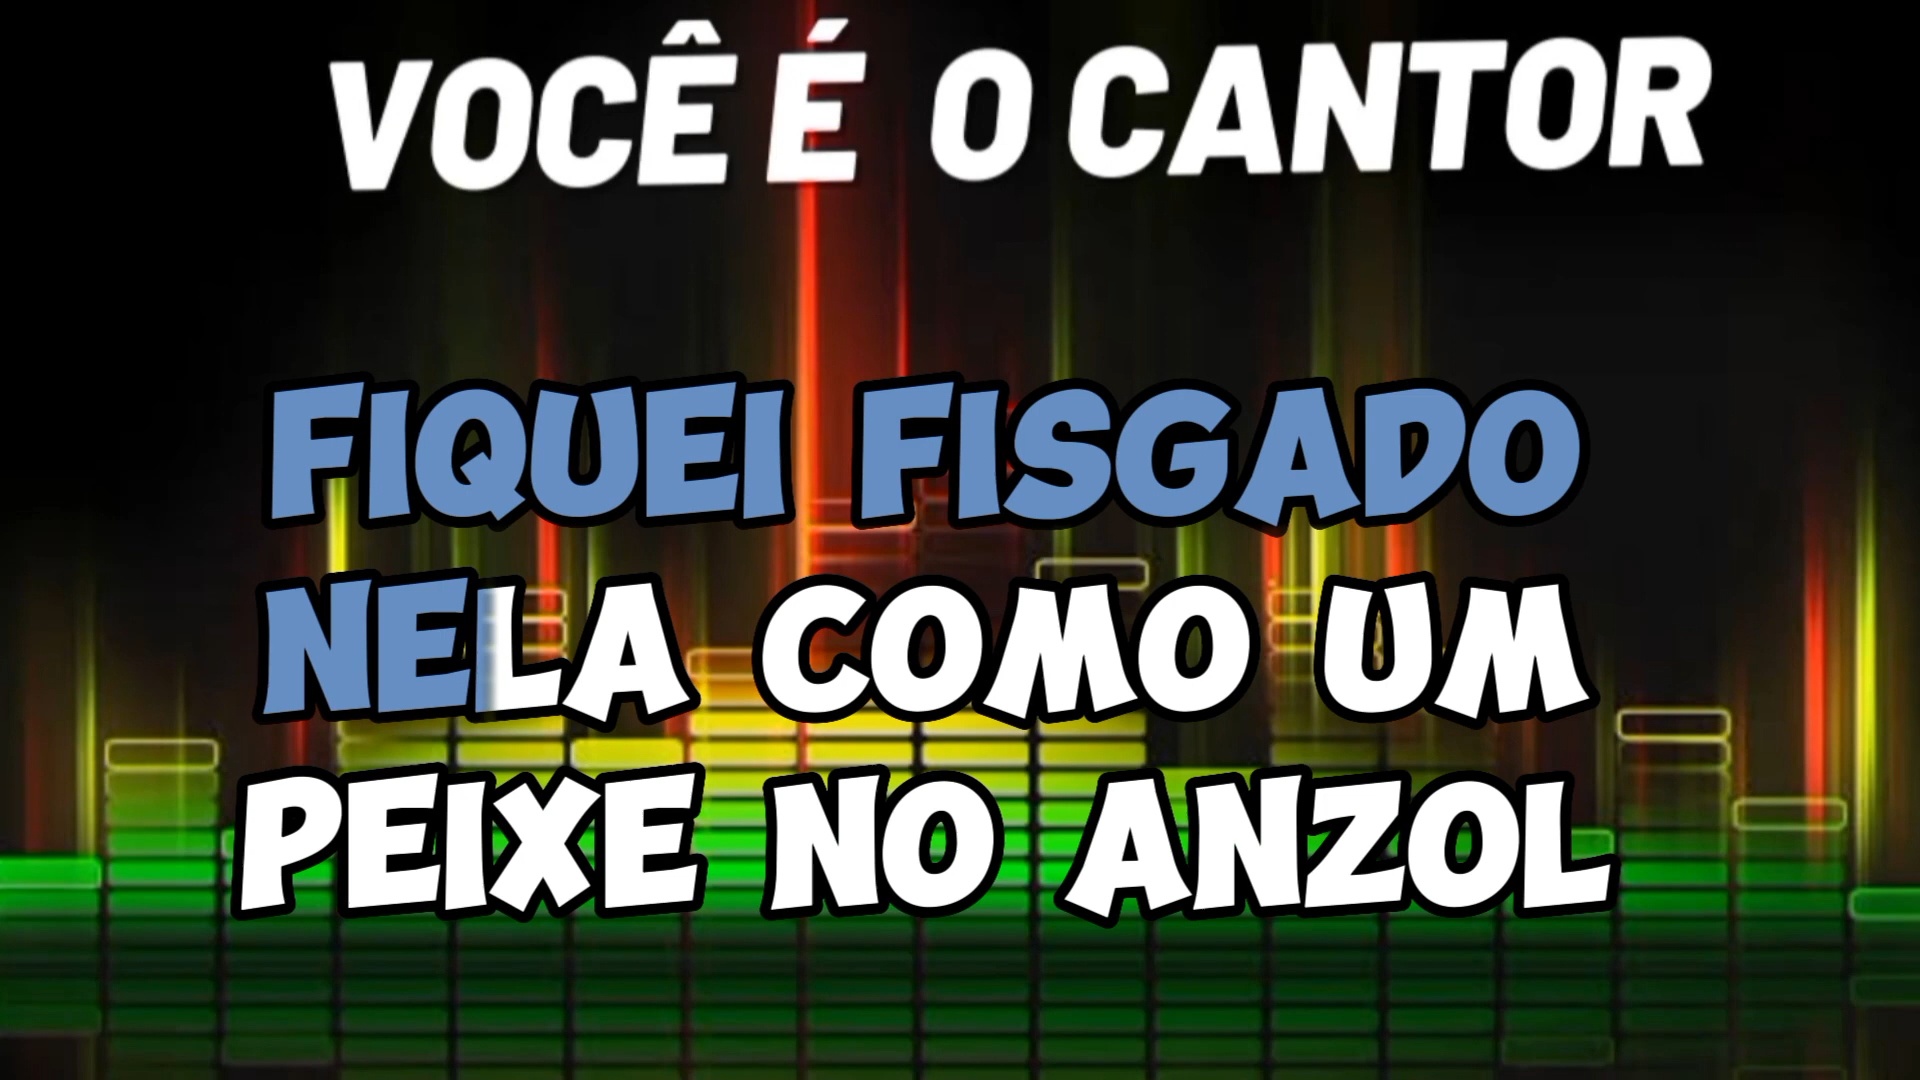 VOCÊ É O CANTOR
FIQUEI FISGADO
NELA COMO UM
PEIXE NO ANZOL